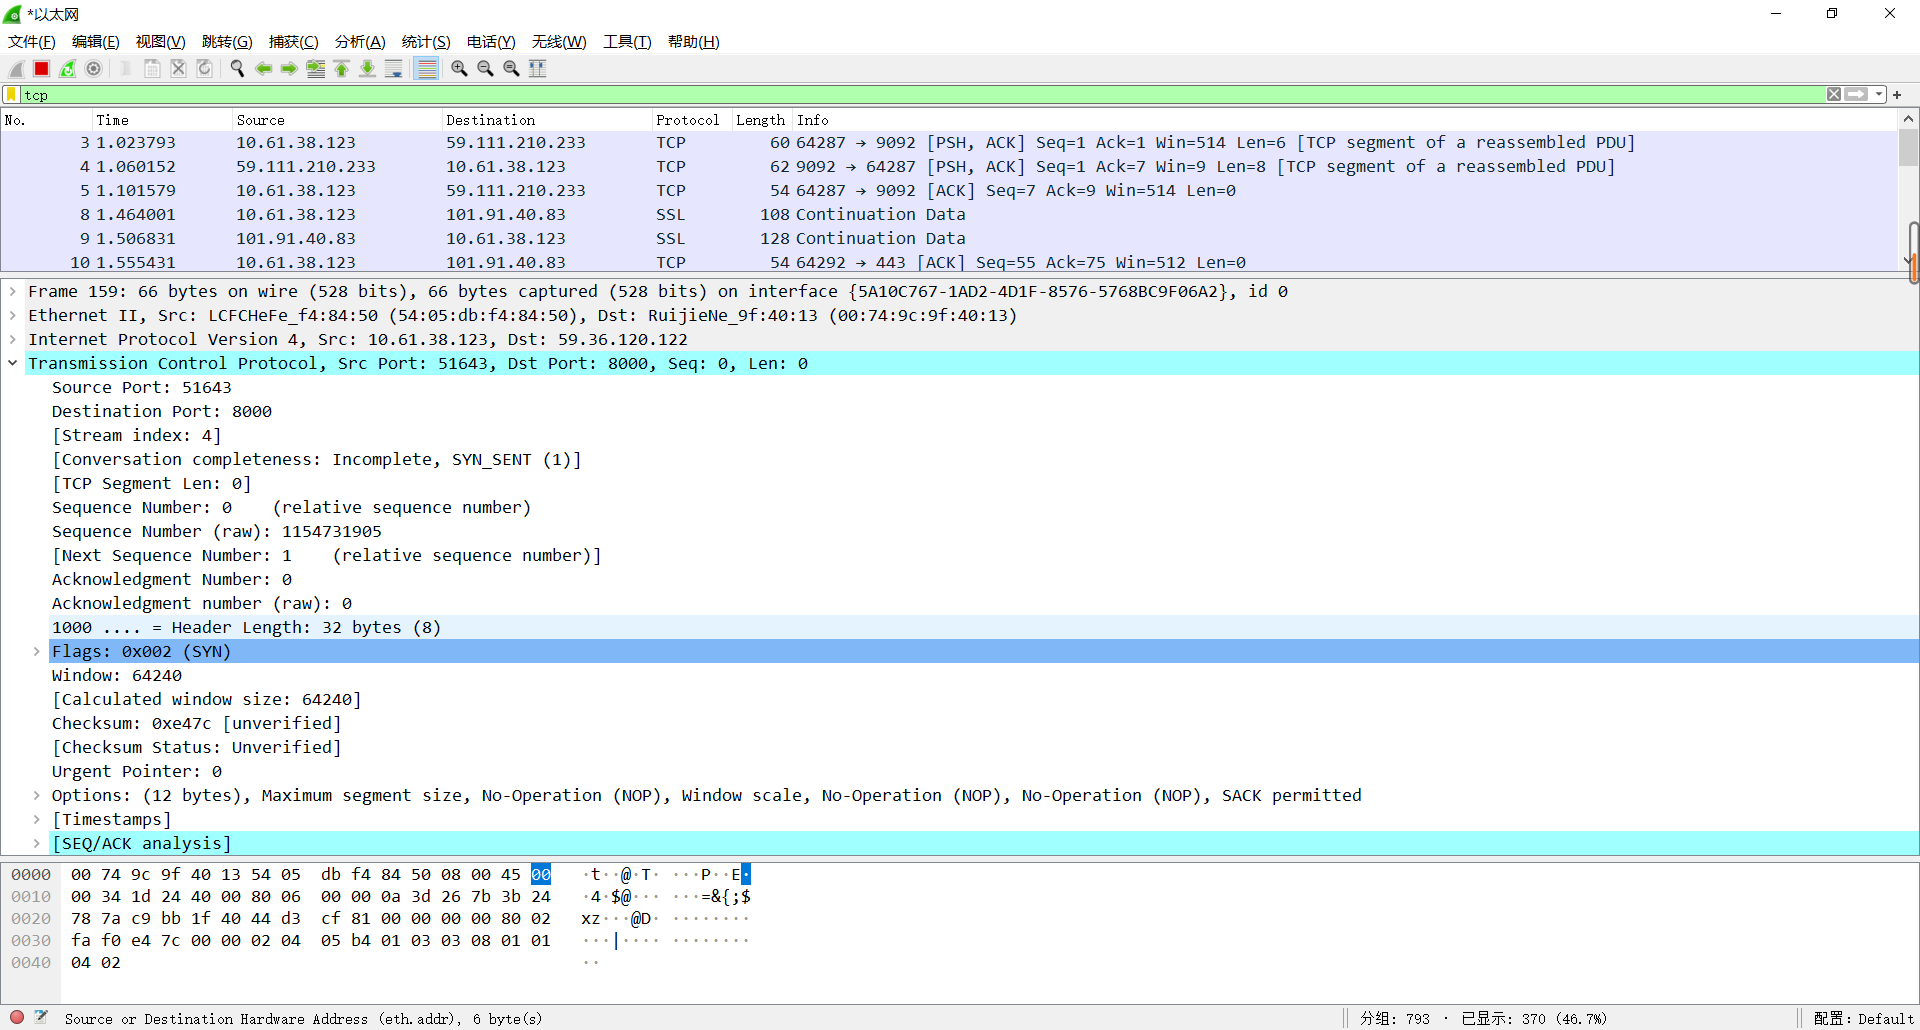 *以太网
文件(F) 编辑(E) 视图(V) 跳转(G) 捕获(C) 分析(A) 统计(S) 电话(Y) 无线(W) 工具(T) 帮助(H)
tcp
No. Time Source Destination Protocol Length Info
3 1.023793 10.61.38.123 59.111.210.233 TCP 60 64287 → 9092 [PSH, ACK] Seq=1 Ack=1 Win=514 Len=6 [TCP segment of a reassembled PDU]
4 1.060152 59.111.210.233 10.61.38.123 TCP 62 9092 → 64287 [PSH, ACK] Seq=1 Ack=7 Win=9 Len=8 [TCP segment of a reassembled PDU]
5 1.101579 10.61.38.123 59.111.210.233 TCP 54 64287 → 9092 [ACK] Seq=7 Ack=9 Win=514 Len=0
8 1.464001 10.61.38.123 101.91.40.83 SSL 108 Continuation Data
9 1.506831 101.91.40.83 10.61.38.123 SSL 128 Continuation Data
10 1.555431 10.61.38.123 101.91.40.83 TCP 54 64292 → 443 [ACK] Seq=55 Ack=75 Win=512 Len=0
Frame 159: 66 bytes on wire (528 bits), 66 bytes captured (528 bits) on interface {5A10C767-1AD2-4D1F-8576-5768BC9F06A2}, id 0
Ethernet II, Src: LCFCHeFe_f4:84:50 (54:05:db:f4:84:50), Dst: RuijieNe_9f:40:13 (00:74:9c:9f:40:13)
Internet Protocol Version 4, Src: 10.61.38.123, Dst: 59.36.120.122
Transmission Control Protocol, Src Port: 51643, Dst Port: 8000, Seq: 0, Len: 0
Source Port: 51643
Destination Port: 8000
[Stream index: 4]
[Conversation completeness: Incomplete, SYN_SENT (1)]
[TCP Segment Len: 0]
Sequence Number: 0    (relative sequence number)
Sequence Number (raw): 1154731905
[Next Sequence Number: 1    (relative sequence number)]
Acknowledgment Number: 0
Acknowledgment number (raw): 0
1000 .... = Header Length: 32 bytes (8)
Flags: 0x002 (SYN)
Window: 64240
[Calculated window size: 64240]
Checksum: 0xe47c [unverified]
[Checksum Status: Unverified]
Urgent Pointer: 0
Options: (12 bytes), Maximum segment size, No-Operation (NOP), Window scale, No-Operation (NOP), No-Operation (NOP), SACK permitted
[Timestamps]
[SEQ/ACK analysis]
0000 00 74 9c 9f 40 13 54 05 db f4 84 50 08 00 45 00 ·t··@·T· ···P··E·
0010 00 34 1d 24 40 00 80 06 00 00 0a 3d 26 7b 3b 24 ·4·$@··· ···=&{;$
0020 78 7a c9 bb 1f 40 44 d3 cf 81 00 00 00 00 80 02 xz···@D· ········
0030 fa f0 e4 7c 00 00 02 04 05 b4 01 03 03 08 01 01 ···|···· ········
0040 04 02 ··
Source or Destination Hardware Address (eth.addr), 6 byte(s) 分组: 793 · 已显示: 370 (46.7%) 配置: Default